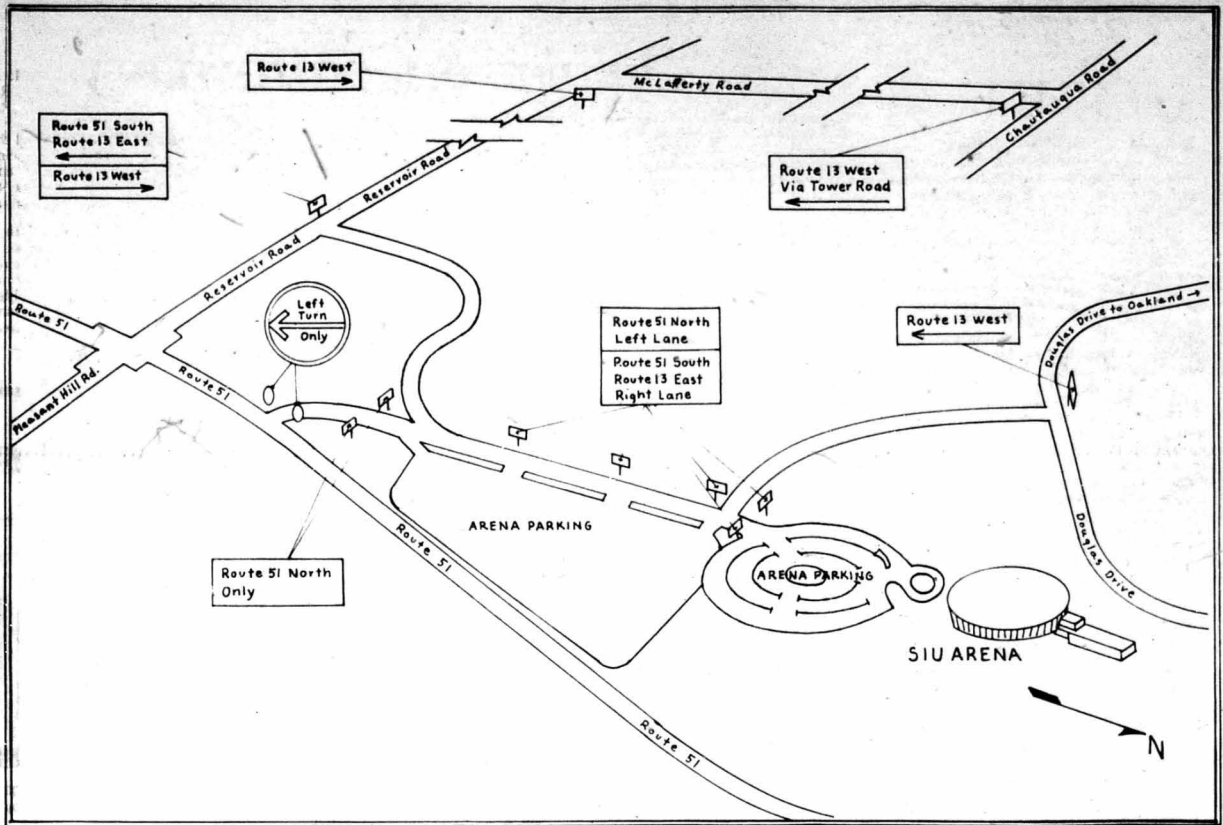 Route 13 West
McLafferty Road
Chautauqua Road
Route 51 South
Route 13 East
Route 13 West
Route 13 West
Via Tower Road
Reservoir Road
Reservoir Road
Left
Turn
Only
Route 51
Pleasant Hill Rd.
Route 51
Route 51 North
Left Lane
Route 51 South
Route 13 East
Right Lane
Route 13 West
Douglas Drive to Oakland →
ARENA PARKING
Route 51
Route 51 North
Only
ARENA PARKING
Douglas Drive
SIU ARENA
Route 51
N